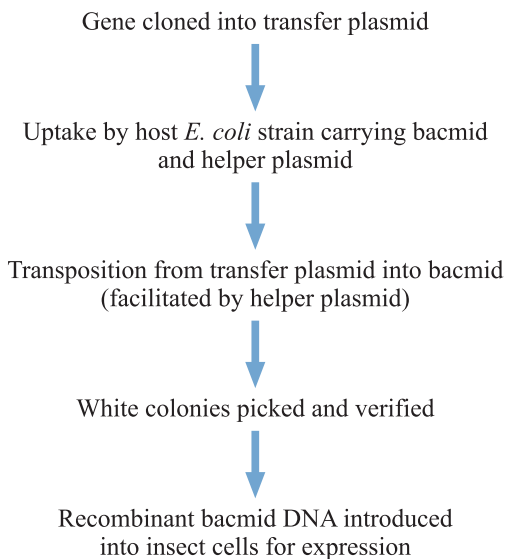 Gene cloned into transfer plasmid
Uptake by host E. coli strain carrying bacmid
and helper plasmid
Transposition from transfer plasmid into bacmid
(facilitated by helper plasmid)
White colonies picked and verified
Recombinant bacmid DNA introduced
into insect cells for expression